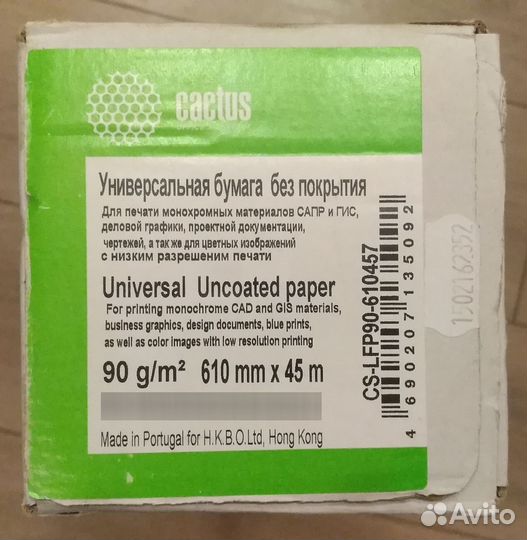 cactus
Универсальная бумага без покрытия
Для печати монохромных материалов САПР и ГИС,
деловой графики, проектной документации,
чертежей, а так же для цветных изображений
с низким разрешением печати
Universal Uncoated paper
For printing monochrome CAD and GIS materials,
business graphics, design documents, blue prints,
as well as color images with low resolution printing
90 g/m² 610 mm x 45 m
Made in Portugal for H.K.B.O.Ltd, Hong Kong
CS-LFP90-610457
4 690207 135092
1502162352
Avito